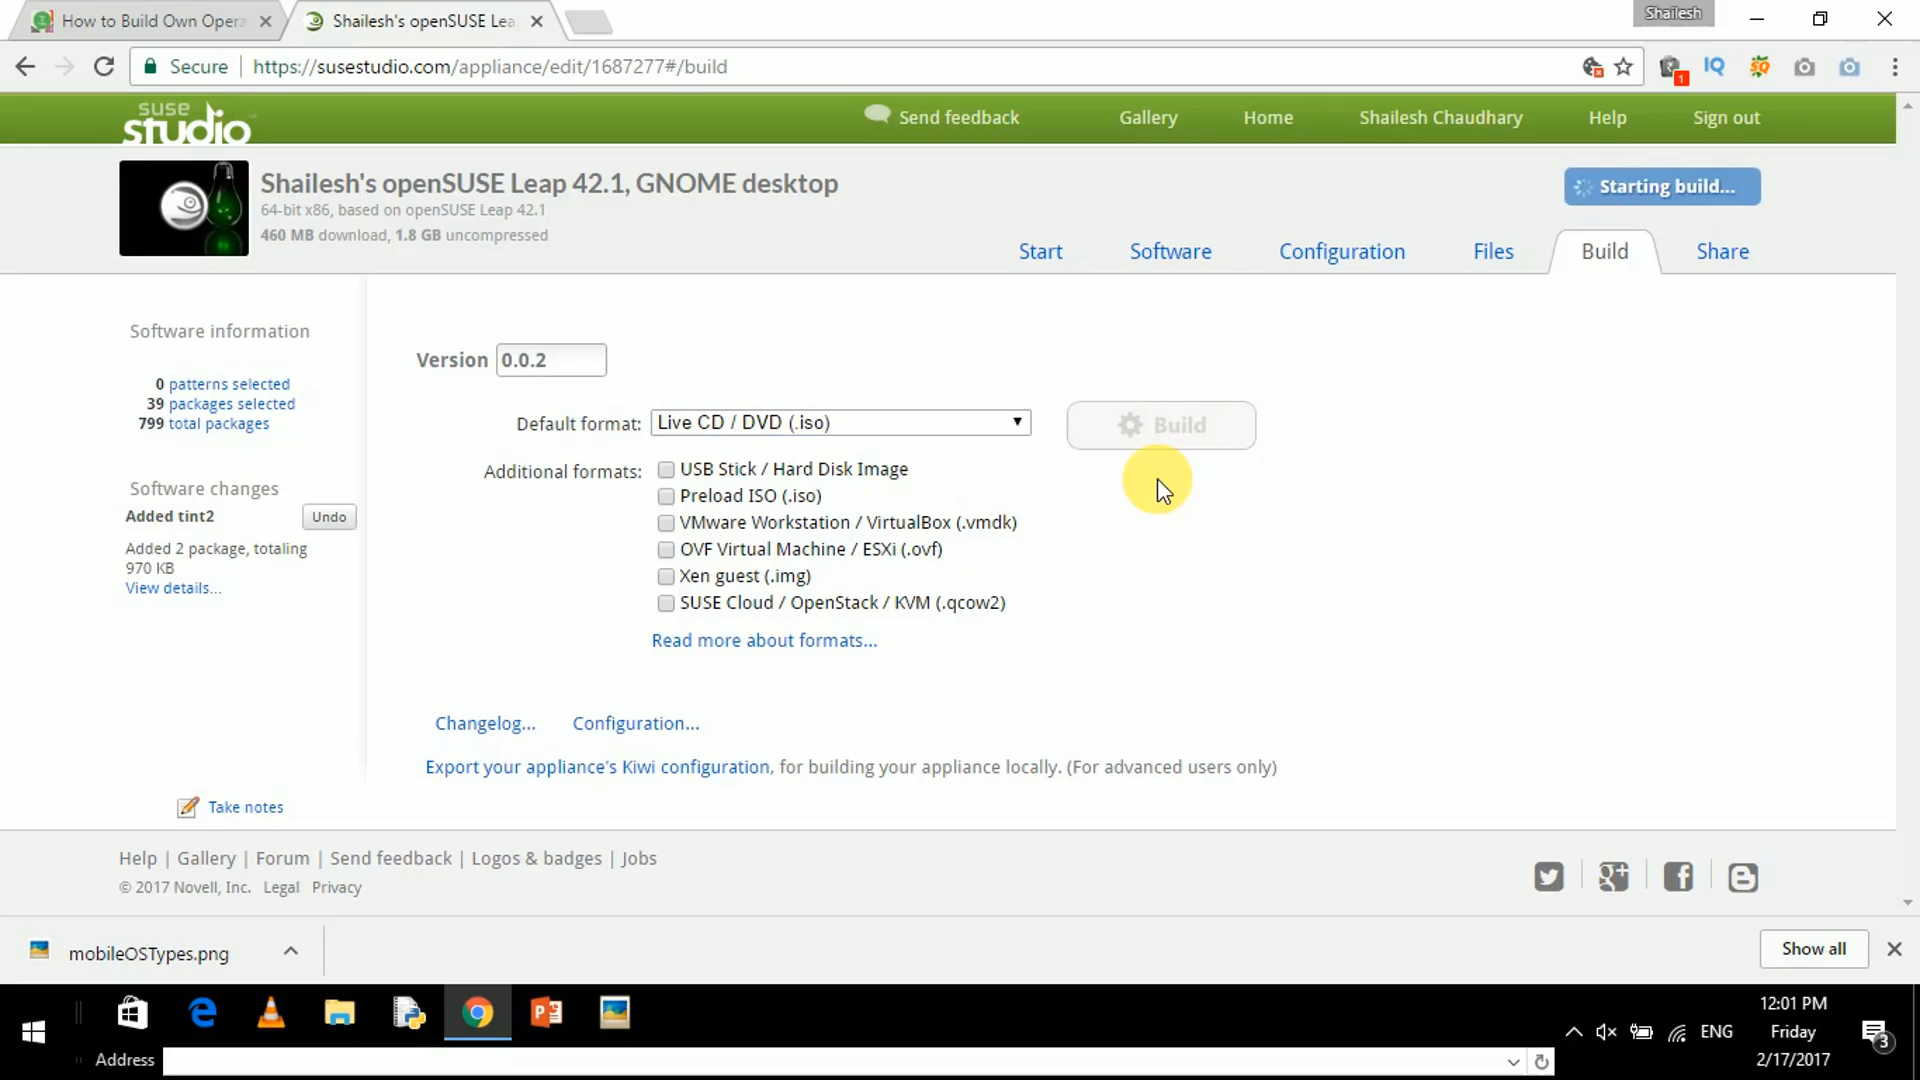 How to Build Own Opera
Shailesh's openSUSE Lea
Shailesh
Secure
https://susestudio.com/appliance/edit/1687277#/build
1
IQ
SQ
suse
studio
Send feedback
Gallery
Home
Shailesh Chaudhary
Help
Sign out
Shailesh's openSUSE Leap 42.1, GNOME desktop
64-bit x86, based on openSUSE Leap 42.1
460 MB download, 1.8 GB uncompressed
Starting build...
Start
Software
Configuration
Files
Build
Share
Software information
0 patterns selected
39 packages selected
799 total packages
Software changes
Added tint2
Undo
Added 2 package, totaling
970 KB
View details...
Version 0.0.2
Default format: Live CD / DVD (.iso)
Build
Additional formats:
USB Stick / Hard Disk Image
Preload ISO (.iso)
VMware Workstation / VirtualBox (.vmdk)
OVF Virtual Machine / ESXi (.ovf)
Xen guest (.img)
SUSE Cloud / OpenStack / KVM (.qcow2)
Read more about formats...
Changelog... Configuration...
Export your appliance's Kiwi configuration, for building your appliance locally. (For advanced users only)
Take notes
Help | Gallery | Forum | Send feedback | Logos & badges | Jobs
© 2017 Novell, Inc. Legal Privacy
mobileOSTypes.png
Show all
12:01 PM
ENG
Friday
3
Address
2/17/2017